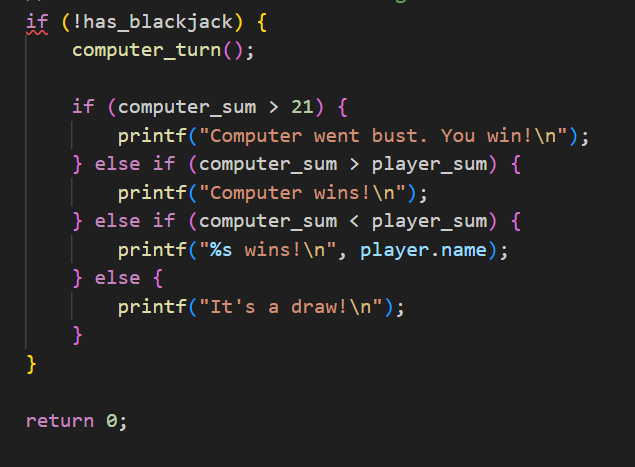 if (!has_blackjack) {
    computer_turn();

    if (computer_sum > 21) {
        printf("Computer went bust. You win!\n");
    } else if (computer_sum > player_sum) {
        printf("Computer wins!\n");
    } else if (computer_sum < player_sum) {
        printf("%s wins!\n", player.name);
    } else {
        printf("It's a draw!\n");
    }
}

return 0;